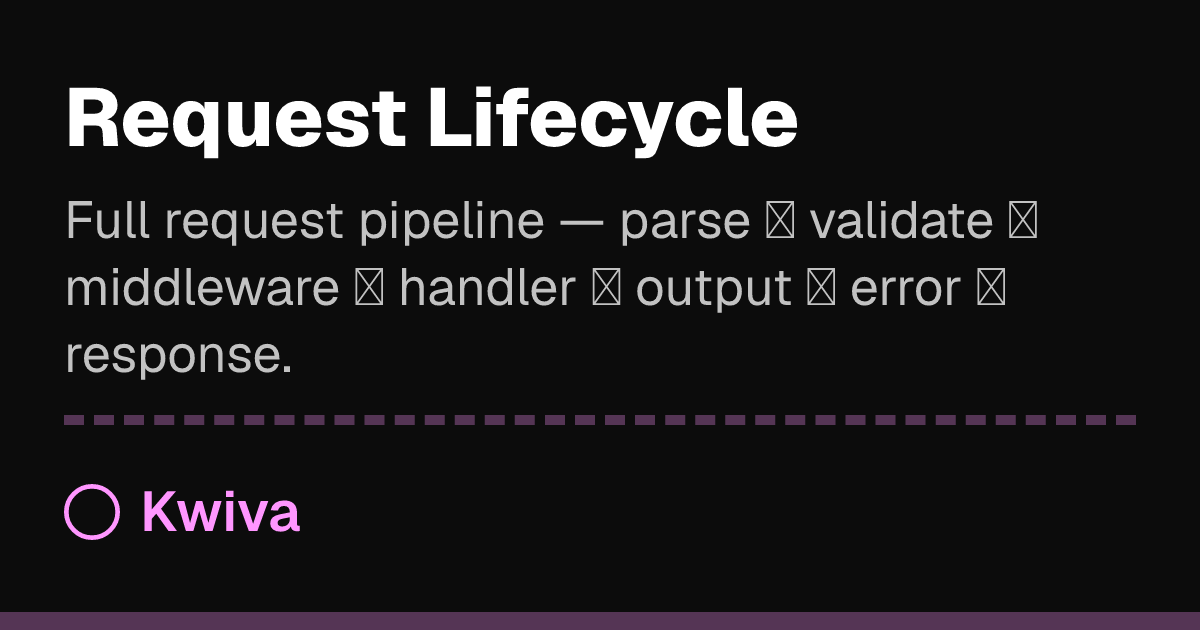 Request Lifecycle
Full request pipeline — parse  validate 
middleware  handler  output  error 
response.
Kwiva